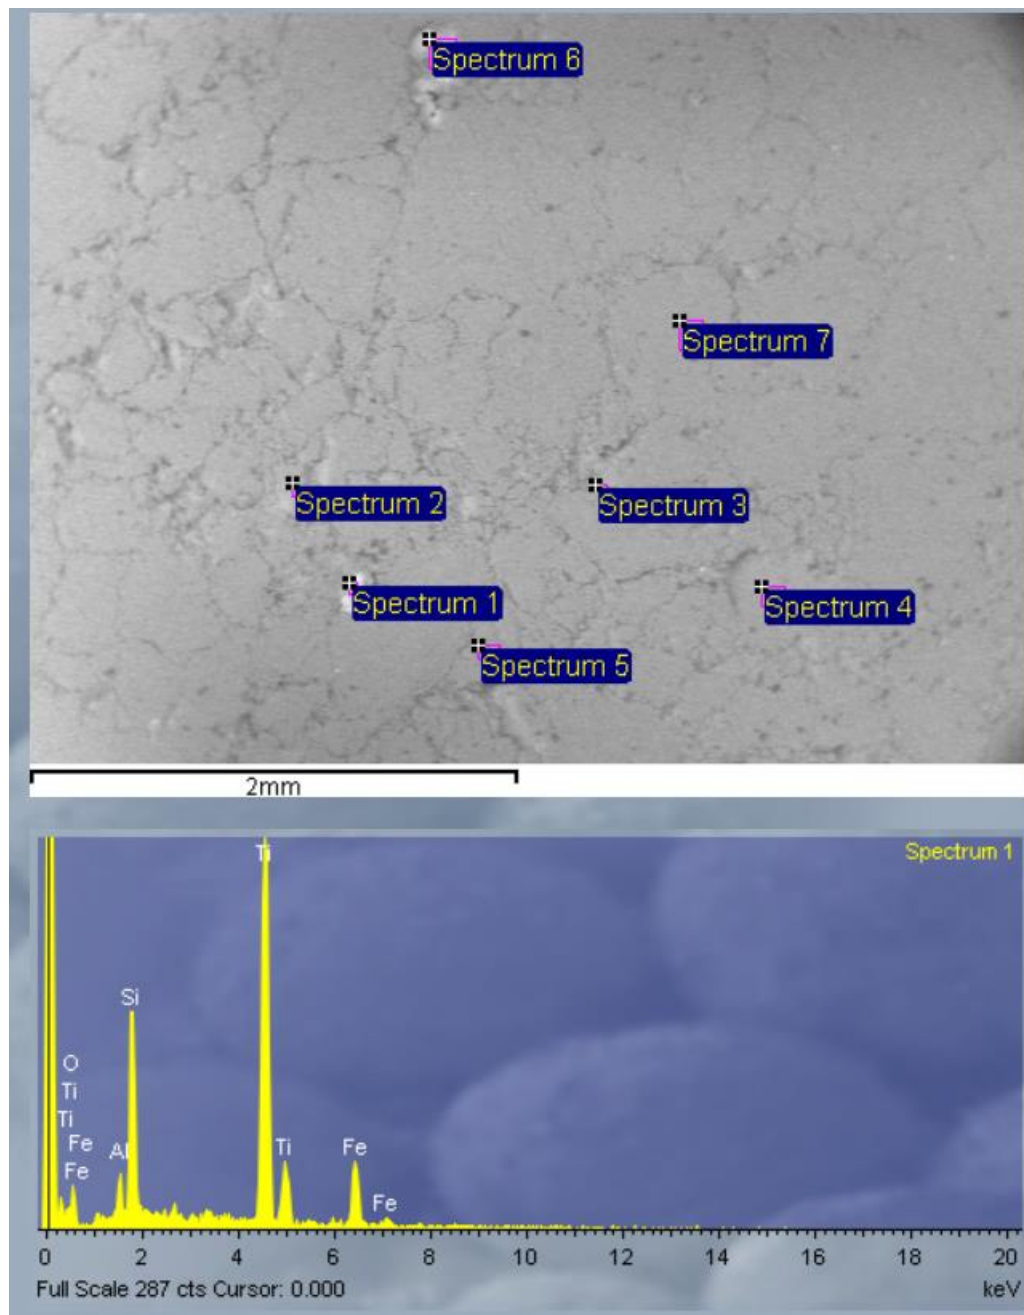 Spectrum 6
Spectrum 7
Spectrum 2
Spectrum 3
Spectrum 1
Spectrum 4
Spectrum 5
2mm
Spectrum 1
Ti
Si
O
Ti
Ti
Fe
Al
Ti
Fe
Fe
Fe
0 2 4 6 8 10 12 14 16 18 20
Full Scale 287 cts Cursor: 0.000 keV